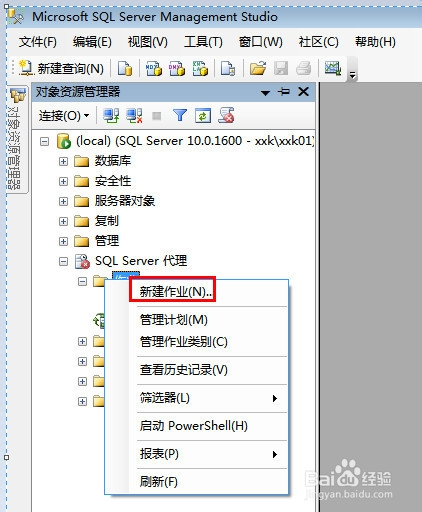 Microsoft SQL Server Management Studio
文件(F) 编辑(E) 视图(V) 工具(T) 窗口(W) 社区(C) 帮助(H)
新建查询(N)
对象资源管理器
对象资源管理器
连接(O)
(local) (SQL Server 10.0.1600 - xxk\xxk01)
数据库
安全性
服务器对象
复制
管理
SQL Server 代理
新建作业(N)...
管理计划(M)
管理作业类别(C)
查看历史记录(V)
筛选器(L)
启动 PowerShell(H)
报表(P)
刷新(F)
Baidu 经验
jingyan.baidu.com